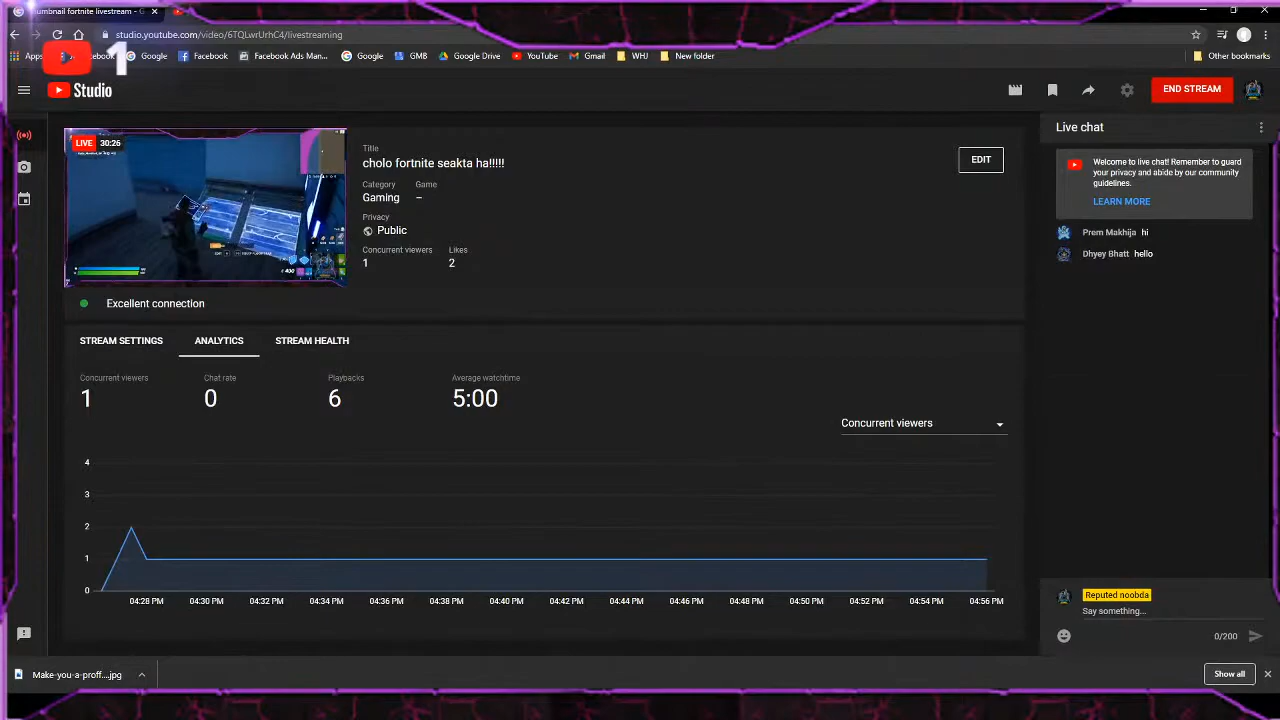 umbnail fortnite livestream - G
studio.youtube.com/video/6TQLwrUrhC4/livestreaming
Apps
Google
Facebook
Facebook Ads Man...
Google
GMB
Google Drive
YouTube
Gmail
WHJ
New folder
Other bookmarks
1
Studio
END STREAM
LIVE 30:26
Title
cholo fortnite seakta ha!!!!!
EDIT
Category Game
Gaming –
Privacy
Public
Concurrent viewers Likes
1 2
Excellent connection
STREAM SETTINGS ANALYTICS STREAM HEALTH
Concurrent viewers Chat rate Playbacks Average watchtime
1 0 6 5:00
Concurrent viewers
4
3
2
1
0
04:28 PM 04:30 PM 04:32 PM 04:34 PM 04:36 PM 04:38 PM 04:40 PM 04:42 PM 04:44 PM 04:46 PM 04:48 PM 04:50 PM 04:52 PM 04:54 PM 04:56 PM
Live chat
Welcome to live chat! Remember to guard
your privacy and abide by our community
guidelines.
LEARN MORE
Prem Makhija hi
Dhyey Bhatt hello
Reputed noobda
Say something...
0/200
Make-you-a-proff...jpg
Show all